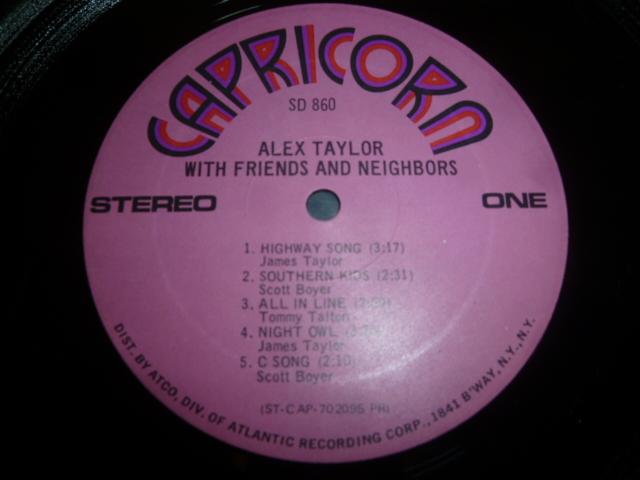 CAPRICORN
SD 860
ALEX TAYLOR
WITH FRIENDS AND NEIGHBORS
STEREO
ONE
1. HIGHWAY SONG (3:17)
James Taylor
2. SOUTHERN KIDS (2:31)
Scott Boyer
3. ALL IN LINE
Tommy Talton
4. NIGHT OWL
James Taylor
5. C SONG (2:10)
Scott Boyer
(ST-CAP-702095 PR)
DIST. BY ATCO, DIV. OF ATLANTIC RECORDING CORP., 1841 B'WAY, N.Y., N.Y.